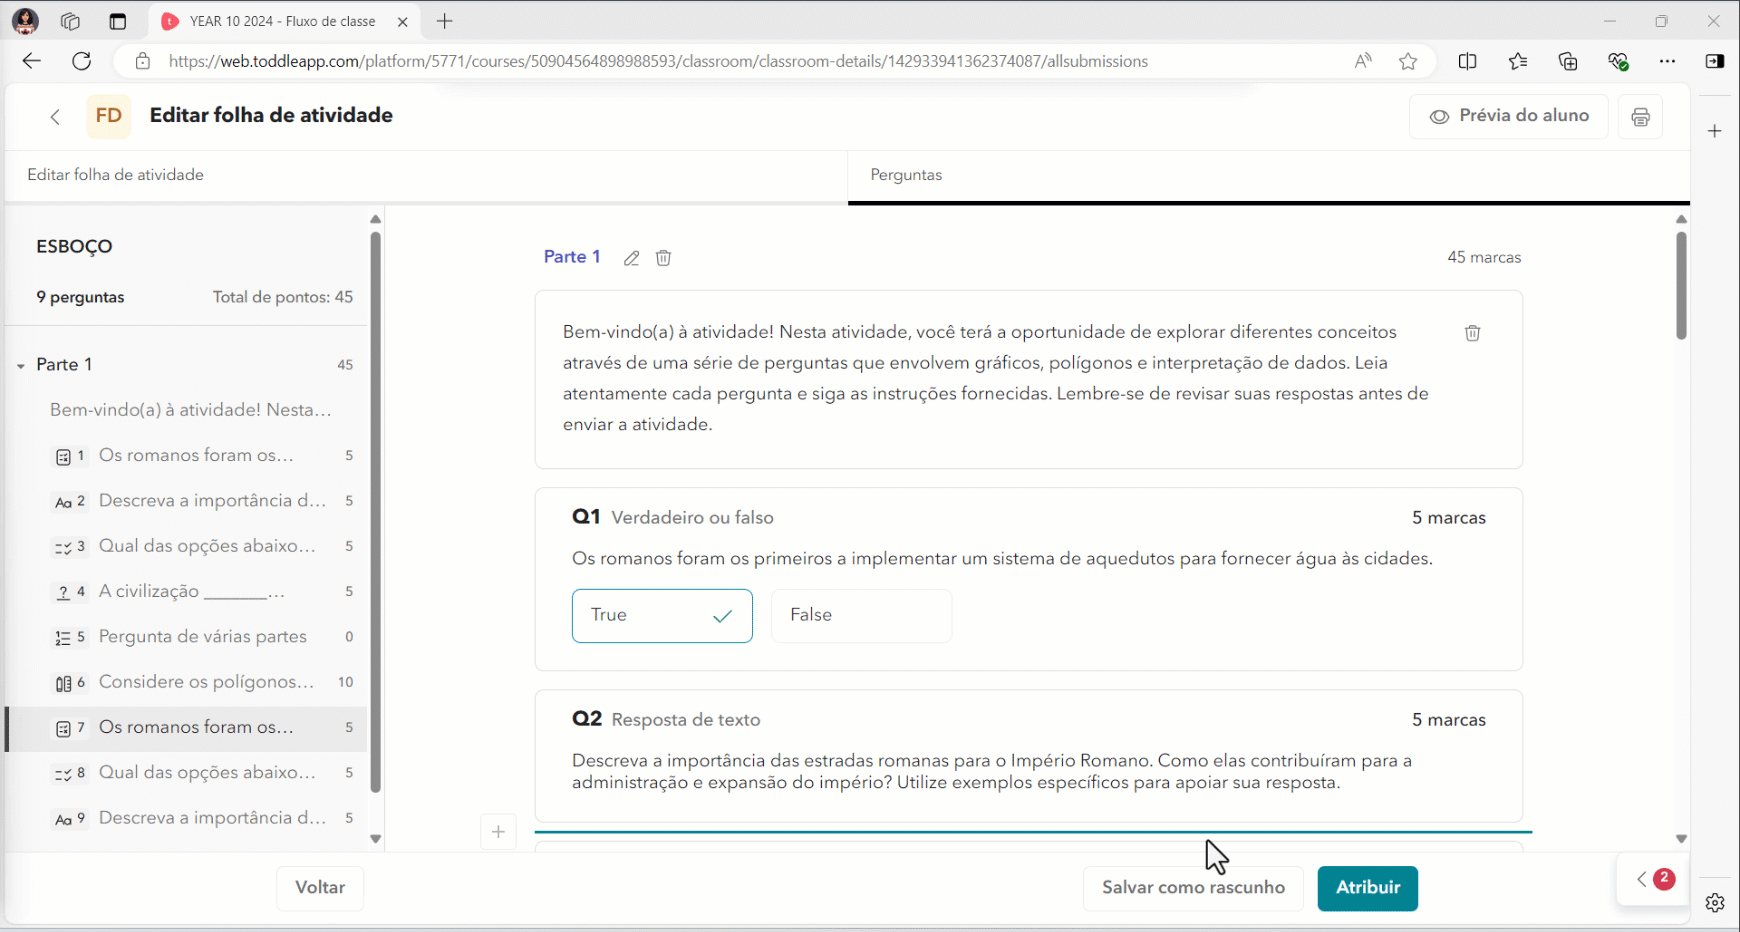 YEAR 10 2024 - Fluxo de classe
https://web.toddleapp.com/platform/5771/courses/50904564898988593/classroom/classroom-details/142933941362374087/allsubmissions
FD
Editar folha de atividade
Prévia do aluno
Editar folha de atividade
Perguntas
ESBOÇO
9 perguntas
Total de pontos: 45
Parte 1
45
Bem-vindo(a) à atividade! Nesta...
1 Os romanos foram os... 5
Aa 2 Descreva a importância d... 5
3 Qual das opções abaixo... 5
? 4 A civilização _______... 5
5 Pergunta de várias partes 0
6 Considere os polígonos... 10
7 Os romanos foram os... 5
8 Qual das opções abaixo... 5
Aa 9 Descreva a importância d... 5
Parte 1
45 marcas
Bem-vindo(a) à atividade! Nesta atividade, você terá a oportunidade de explorar diferentes conceitos
através de uma série de perguntas que envolvem gráficos, polígonos e interpretação de dados. Leia
atentamente cada pergunta e siga as instruções fornecidas. Lembre-se de revisar suas respostas antes de
enviar a atividade.
Q1 Verdadeiro ou falso
5 marcas
Os romanos foram os primeiros a implementar um sistema de aquedutos para fornecer água às cidades.
True
False
Q2 Resposta de texto
5 marcas
Descreva a importância das estradas romanas para o Império Romano. Como elas contribuíram para a
administração e expansão do império? Utilize exemplos específicos para apoiar sua resposta.
Voltar
Salvar como rascunho
Atribuir
2